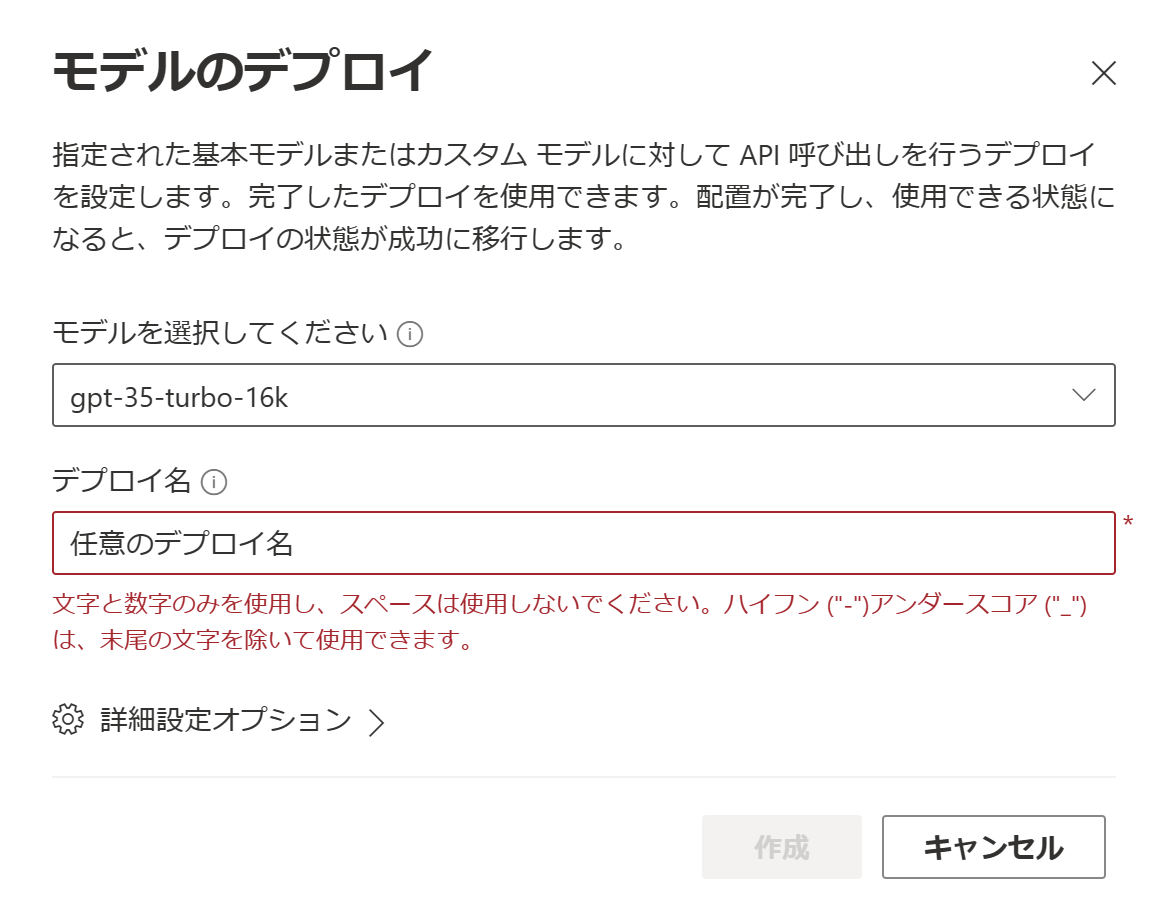 モデルのデプロイ
指定された基本モデルまたはカスタム モデルに対して API 呼び出しを行うデプロイ
を設定します。完了したデプロイを使用できます。配置が完了し、使用できる状態に
なると、デプロイの状態が成功に移行します。
モデルを選択してください
gpt-35-turbo-16k
デプロイ名
任意のデプロイ名
*
文字と数字のみを使用し、スペースは使用しないでください。ハイフン ("-")アンダースコア ("_")
は、末尾の文字を除いて使用できます。
詳細設定オプション
作成
キャンセル